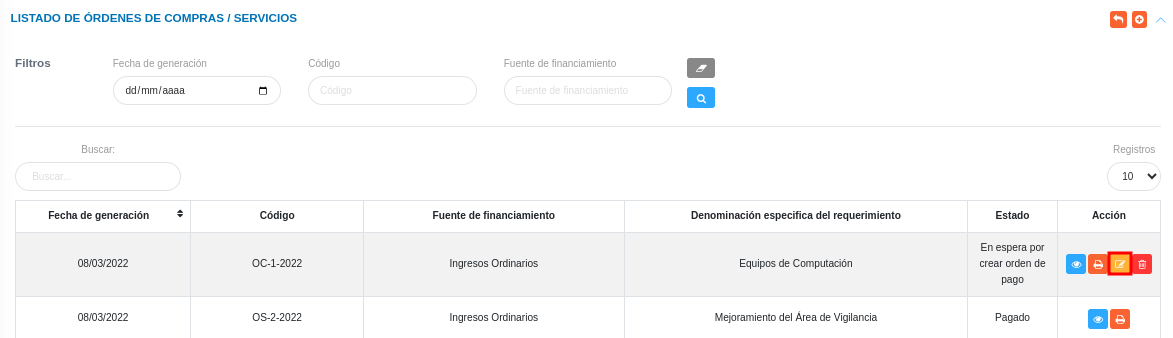 LISTADO DE ÓRDENES DE COMPRAS / SERVICIOS
Filtros
Fecha de generación
Código
Fuente de financiamiento
dd/mm/aaaa
Código
Fuente de financiamiento
Buscar:
Registros
Buscar...
10
Fecha de generación Código Fuente de financiamiento Denominación especifica del requerimiento Estado Acción
08/03/2022 OC-1-2022 Ingresos Ordinarios Equipos de Computación En espera por
crear orden de
pago
08/03/2022 OS-2-2022 Ingresos Ordinarios Mejoramiento del Área de Vigilancia Pagado